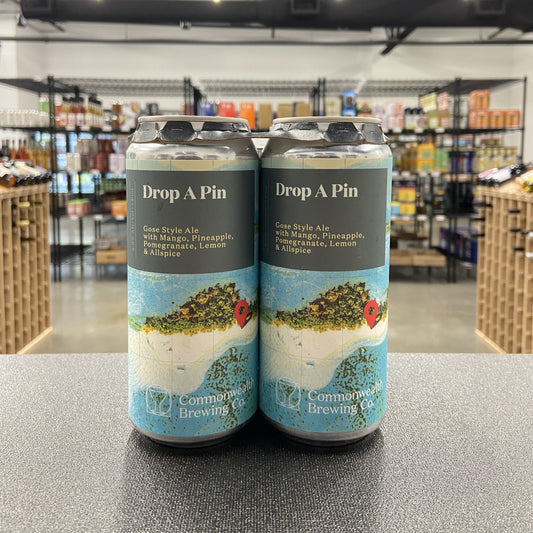 Drop A Pin
Gose Style Ale
with Mango, Pineapple,
Pomegranate, Lemon
& Allspice
Commonwealth
Brewing Co.
Drop A Pin
Gose Style Ale
with Mango, Pineapple,
Pomegranate, Lemon
& Allspice
Commonwealth
Brewing Co.